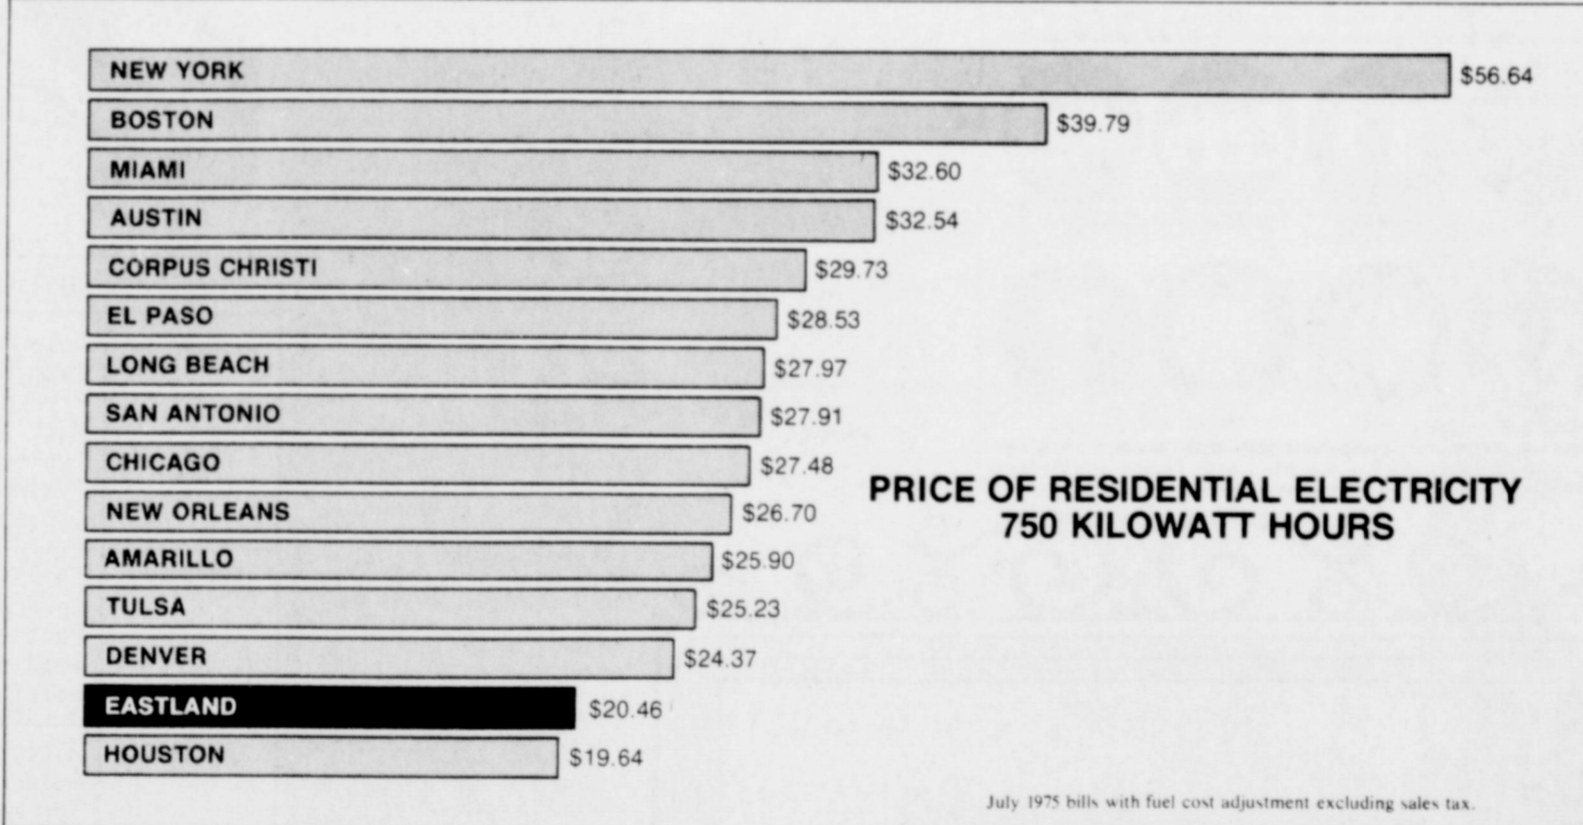 NEW YORK $56.64
BOSTON $39.79
MIAMI $32.60
AUSTIN $32.54
CORPUS CHRISTI $29.73
EL PASO $28.53
LONG BEACH $27.97
SAN ANTONIO $27.91
CHICAGO $27.48
NEW ORLEANS $26.70
AMARILLO $25.90
TULSA $25.23
DENVER $24.37
EASTLAND $20.46
HOUSTON $19.64
PRICE OF RESIDENTIAL ELECTRICITY
750 KILOWATT HOURS
July 1975 bills with fuel cost adjustment excluding sales tax.